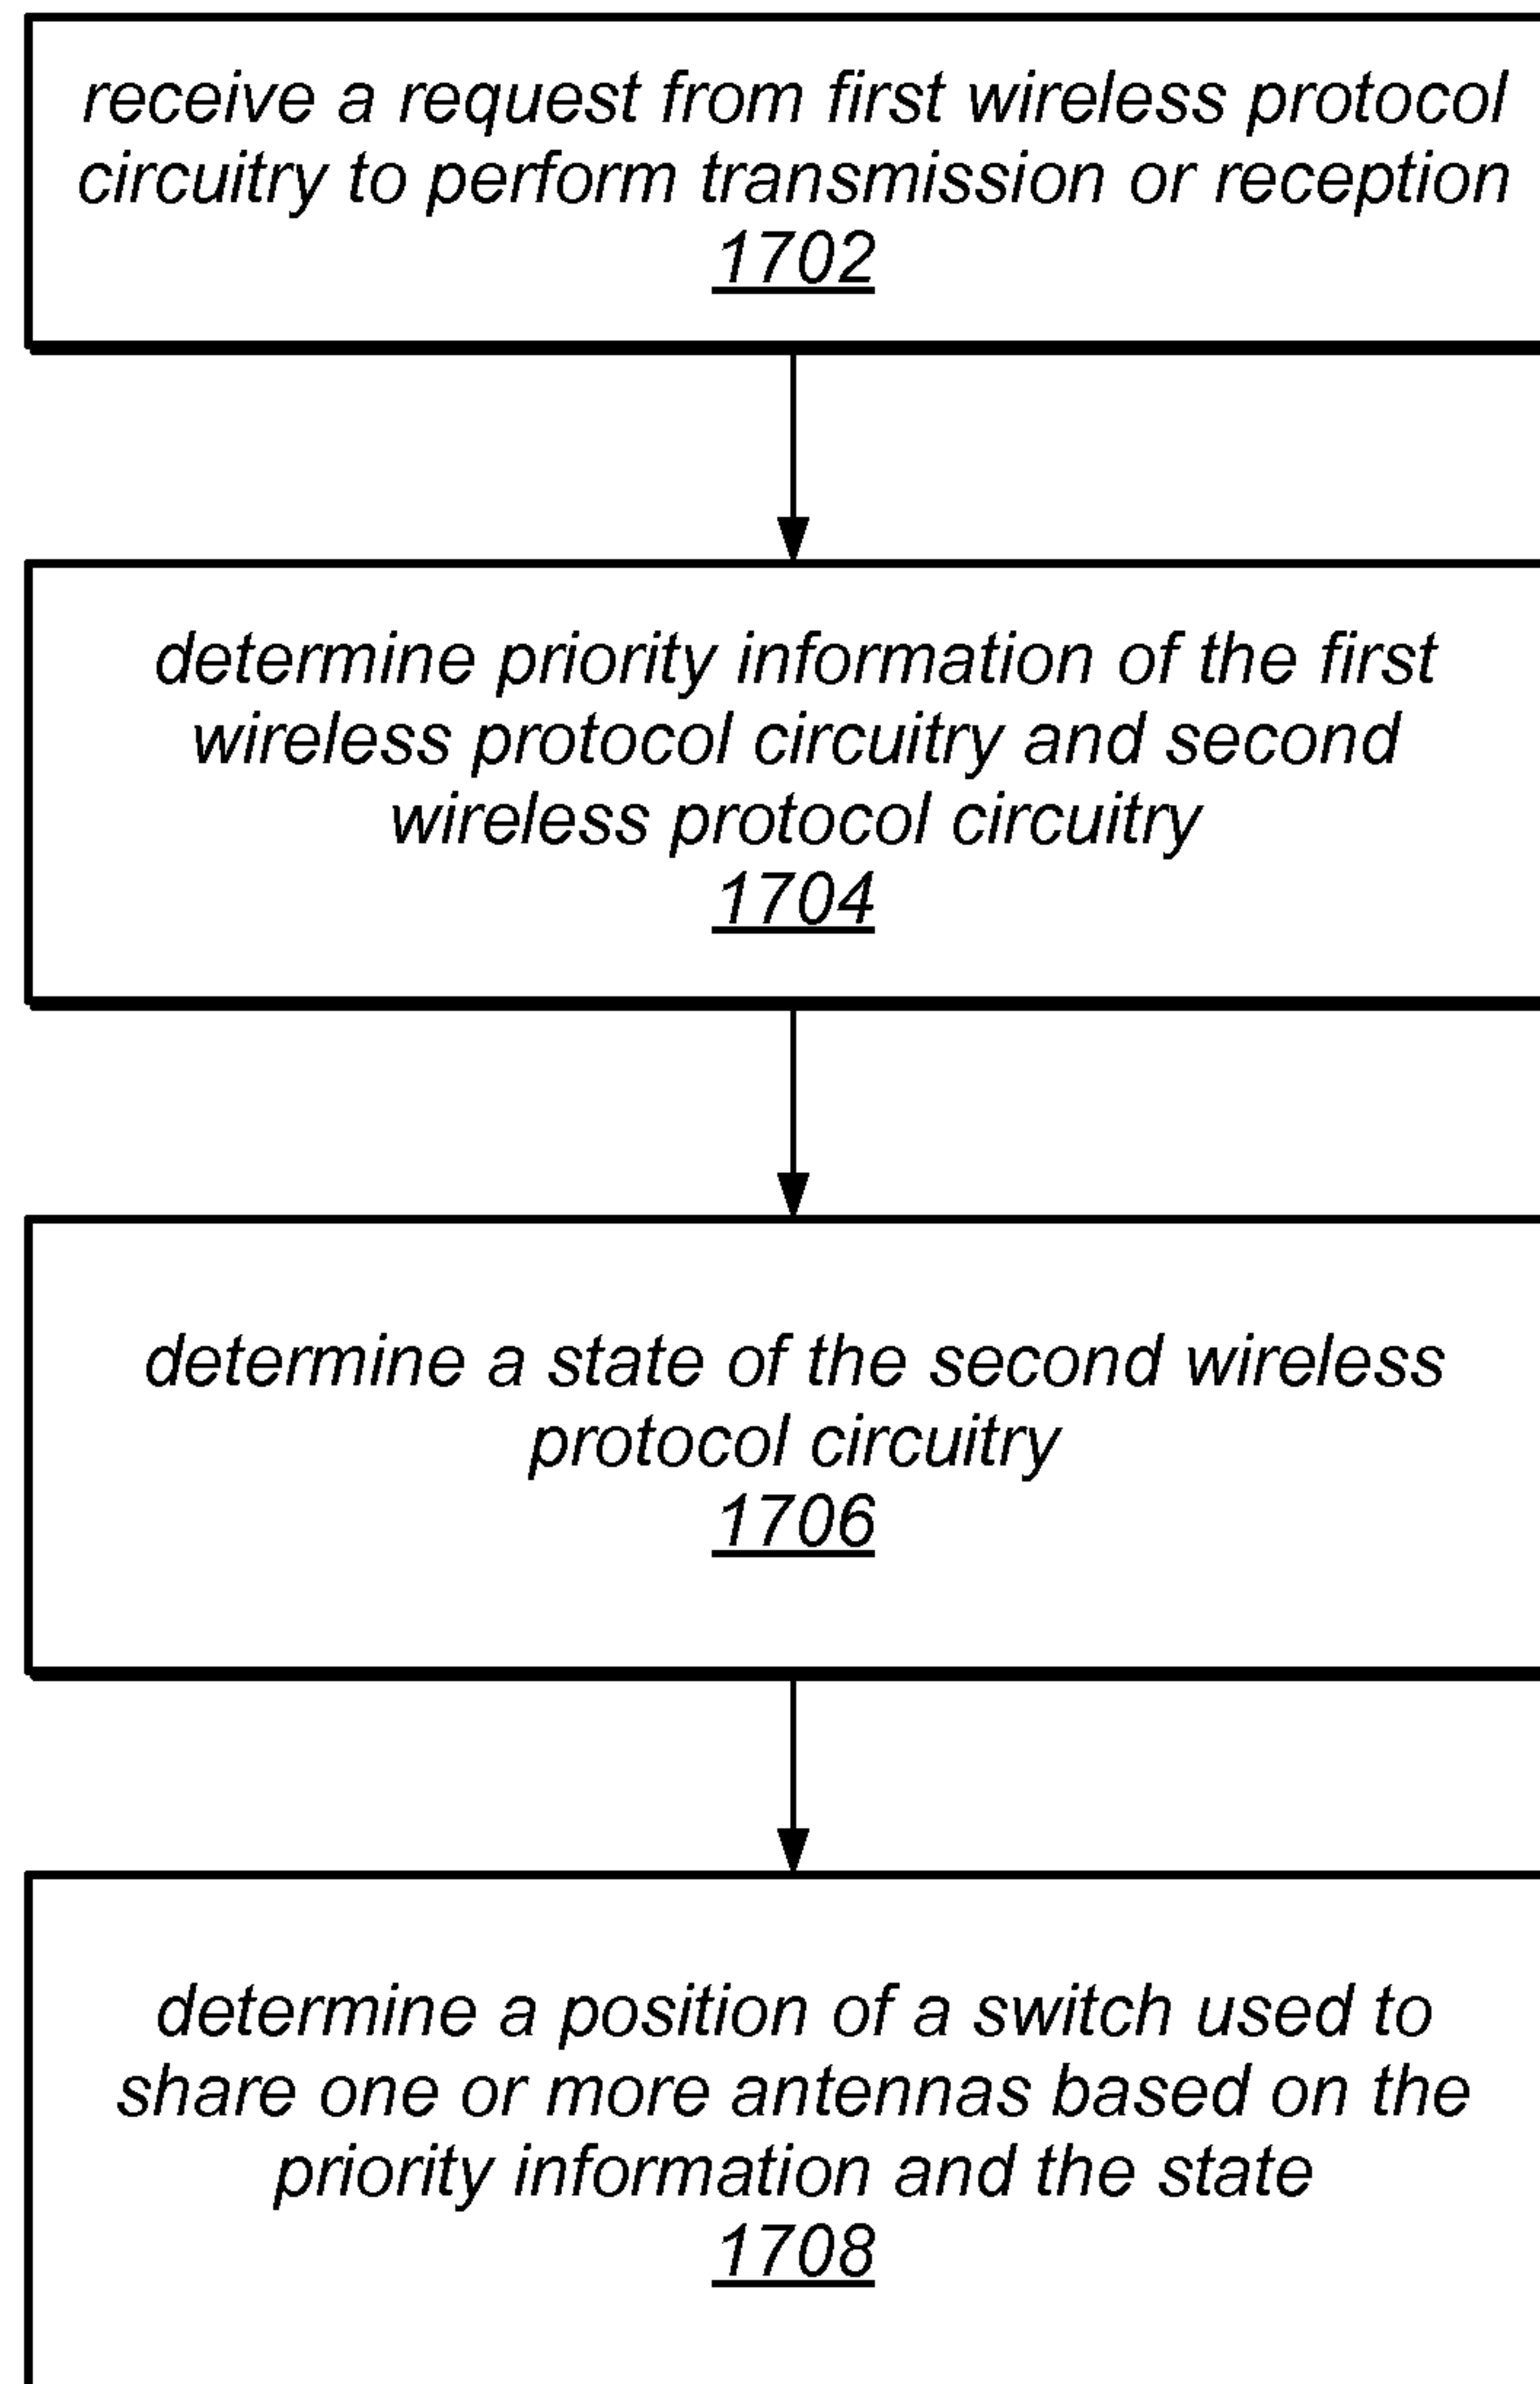 receive a request from first wireless protocol
circuitry to perform transmission or reception
1702
determine priority information of the first
wireless protocol circuitry and second
wireless protocol circuitry
1704
determine a state of the second wireless
protocol circuitry
1706
determine a position of a switch used to
share one or more antennas based on the
priority information and the state
1708